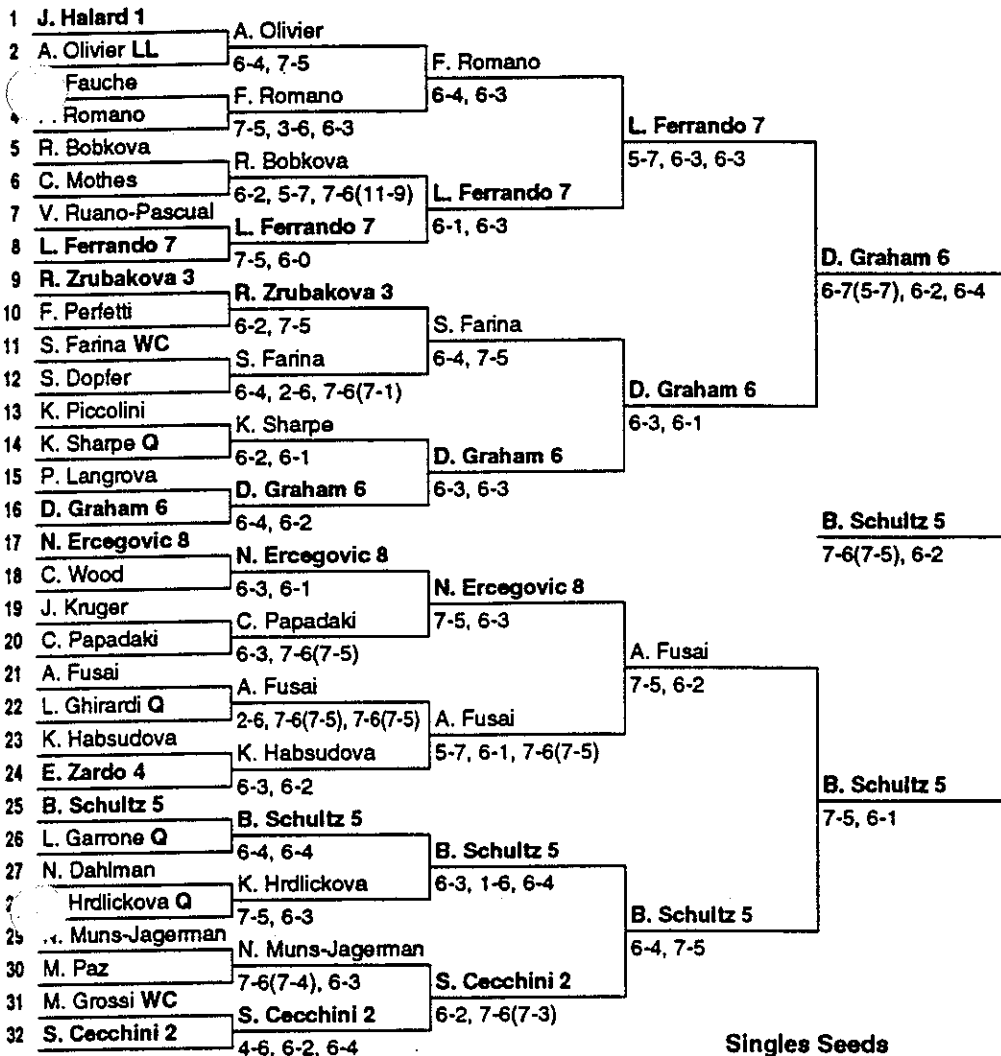 1 J. Halard 1
2 A. Olivier LL
Fauche
4 Romano
5 R. Bobkova
6 C. Mothes
7 V. Ruano-Pascual
8 L. Ferrando 7
9 R. Zrubakova 3
10 F. Perfetti
11 S. Farina WC
12 S. Dopfer
13 K. Piccolini
14 K. Sharpe Q
15 P. Langrova
16 D. Graham 6
17 N. Ercegovic 8
18 C. Wood
19 J. Kruger
20 C. Papadaki
21 A. Fusai
22 L. Ghirardi Q
23 K. Habsudova
24 E. Zardo 4
25 B. Schultz 5
26 L. Garrone Q
27 N. Dahlman
Hrdlickova Q
29 Muns-Jagerman
30 M. Paz
31 M. Grossi WC
32 S. Cecchini 2
A. Olivier
6-4, 7-5
F. Romano
7-5, 3-6, 6-3
R. Bobkova
6-2, 5-7, 7-6(11-9)
L. Ferrando 7
7-5, 6-0
R. Zrubakova 3
6-2, 7-5
S. Farina
6-4, 2-6, 7-6(7-1)
K. Sharpe
6-2, 6-1
D. Graham 6
6-4, 6-2
N. Ercegovic 8
6-3, 6-1
C. Papadaki
6-3, 7-6(7-5)
A. Fusai
2-6, 7-6(7-5), 7-6(7-5)
K. Habsudova
6-3, 6-2
B. Schultz 5
6-4, 6-4
K. Hrdlickova
7-5, 6-3
N. Muns-Jagerman
7-6(7-4), 6-3
S. Cecchini 2
4-6, 6-2, 6-4
F. Romano
6-4, 6-3
L. Ferrando 7
6-1, 6-3
S. Farina
6-4, 7-5
D. Graham 6
6-3, 6-3
N. Ercegovic 8
7-5, 6-3
A. Fusai
5-7, 6-1, 7-6(7-5)
B. Schultz 5
6-3, 1-6, 6-4
S. Cecchini 2
6-2, 7-6(7-3)
L. Ferrando 7
5-7, 6-3, 6-3
D. Graham 6
6-3, 6-1
A. Fusai
7-5, 6-2
B. Schultz 5
6-4, 7-5
D. Graham 6
6-7(5-7), 6-2, 6-4
B. Schultz 5
7-5, 6-1
B. Schultz 5
7-6(7-5), 6-2
Singles Seeds